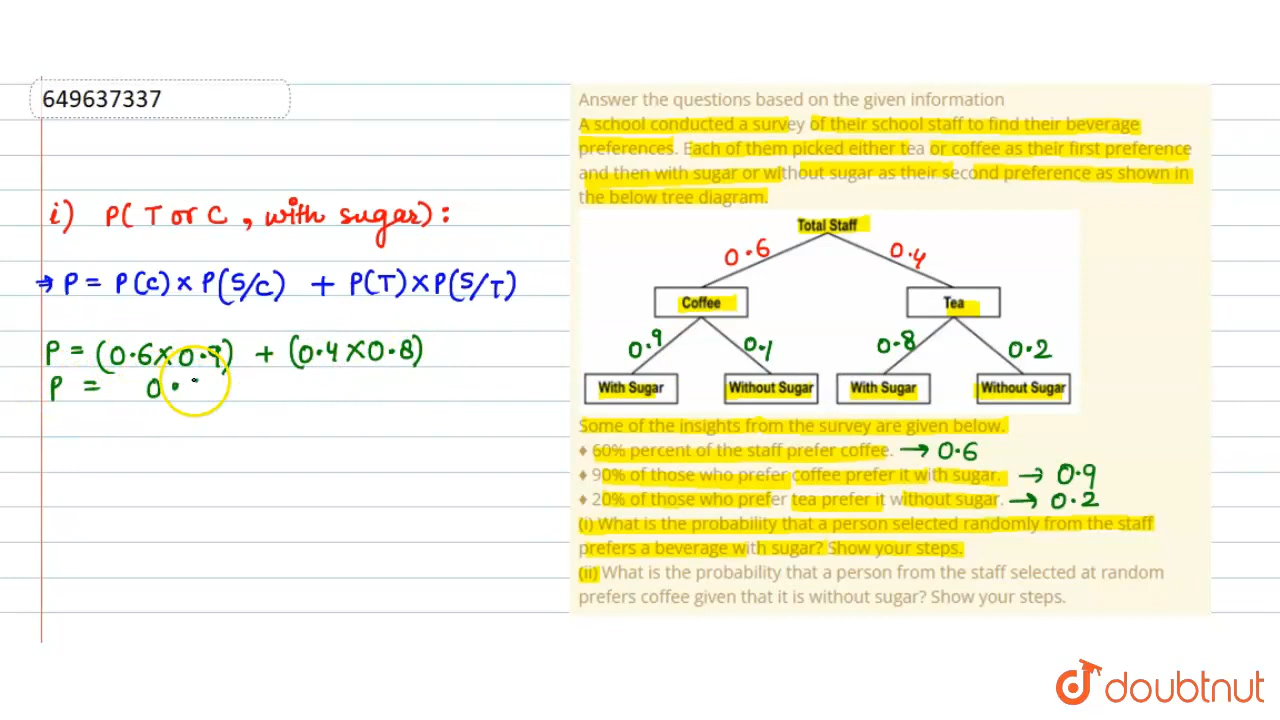 649637337
i) P( T or C , with sugar) :
→ P = P(C) × P(S/C) + P(T) × P(S/T)
P = (0.6 × 0.9) + (0.4 × 0.8)
P = 0.
Answer the questions based on the given information
A school conducted a survey of their school staff to find their beverage
preferences. Each of them picked either tea or coffee as their first preference
and then with sugar or without sugar as their second preference as shown in
the below tree diagram.
Total Staff
0.6 0.4
Coffee Tea
0.9 0.1 0.8 0.2
With Sugar Without Sugar With Sugar Without Sugar
Some of the insights from the survey are given below.
♦ 60% percent of the staff prefer coffee. → 0.6
♦ 90% of those who prefer coffee prefer it with sugar. → 0.9
♦ 20% of those who prefer tea prefer it without sugar. → 0.2
(i) What is the probability that a person selected randomly from the staff
prefers a beverage with sugar? Show your steps.
(ii) What is the probability that a person from the staff selected at random
prefers coffee given that it is without sugar? Show your steps.
doubtnut